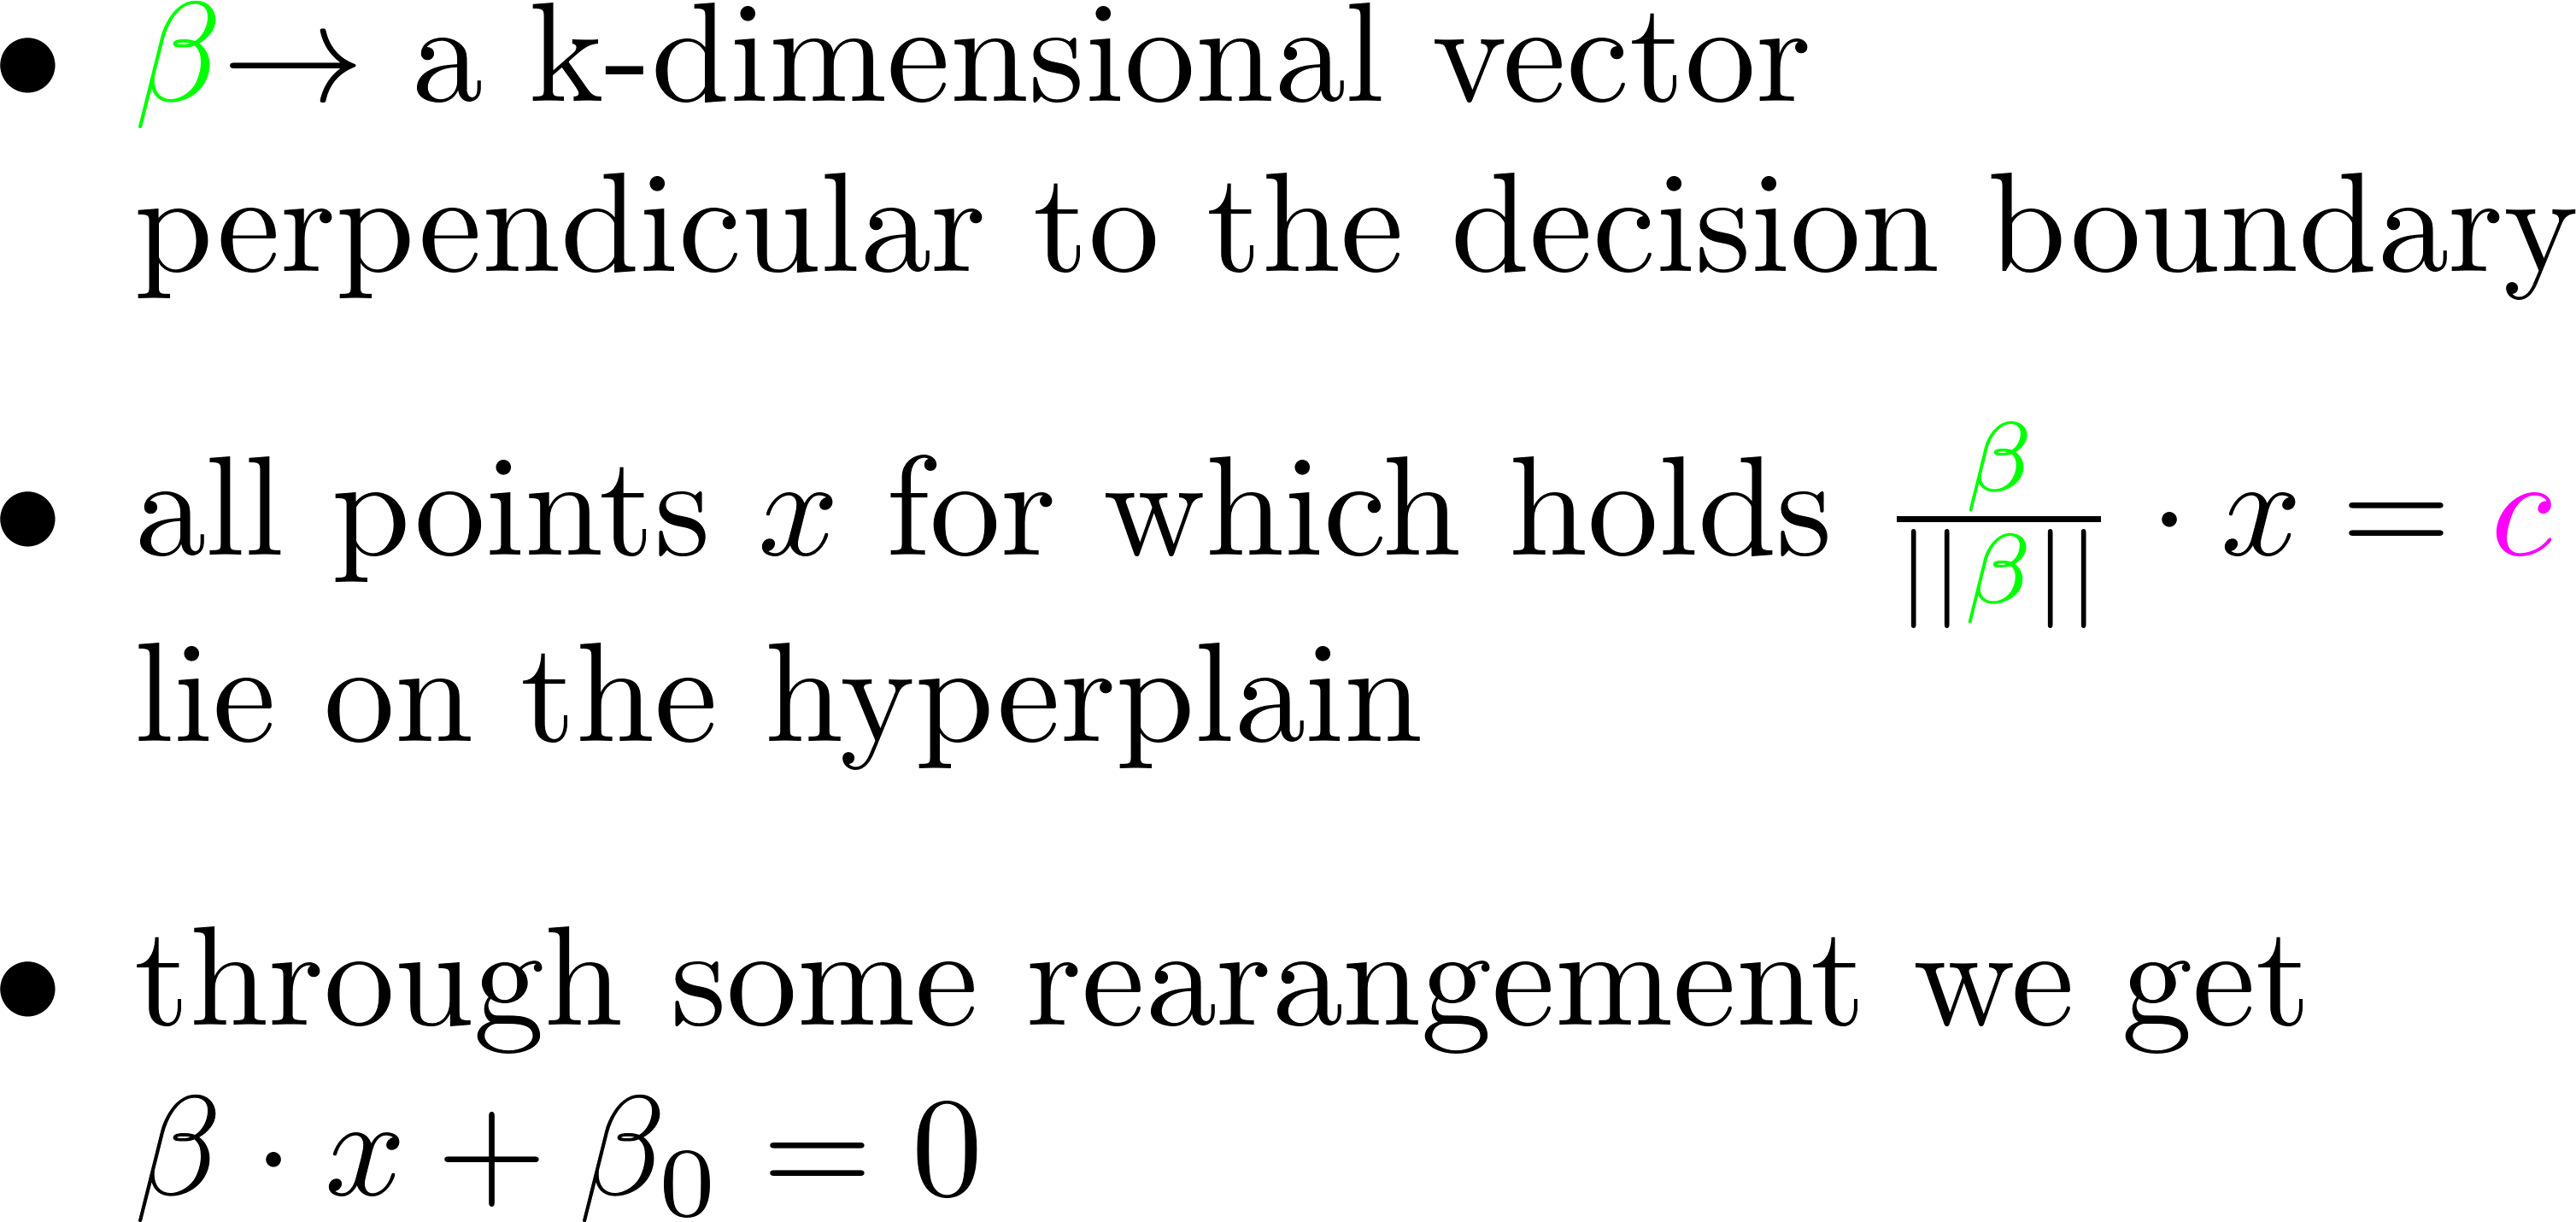 • β→ a k-dimensional vector
perpendicular to the decision boundary
• all points x for which holds β/||β|| · x = c
lie on the hyperplain
• through some rearangement we get
β · x + β₀ = 0